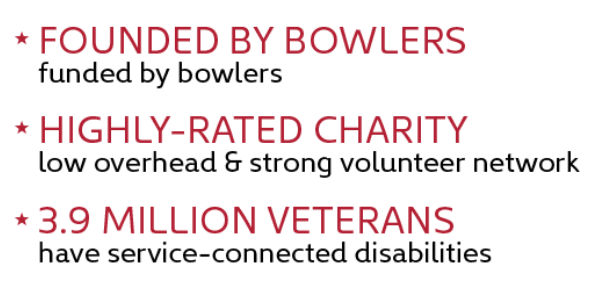 ★ FOUNDED BY BOWLERS
funded by bowlers
★ HIGHLY-RATED CHARITY
low overhead & strong volunteer network
★ 3.9 MILLION VETERANS
have service-connected disabilities